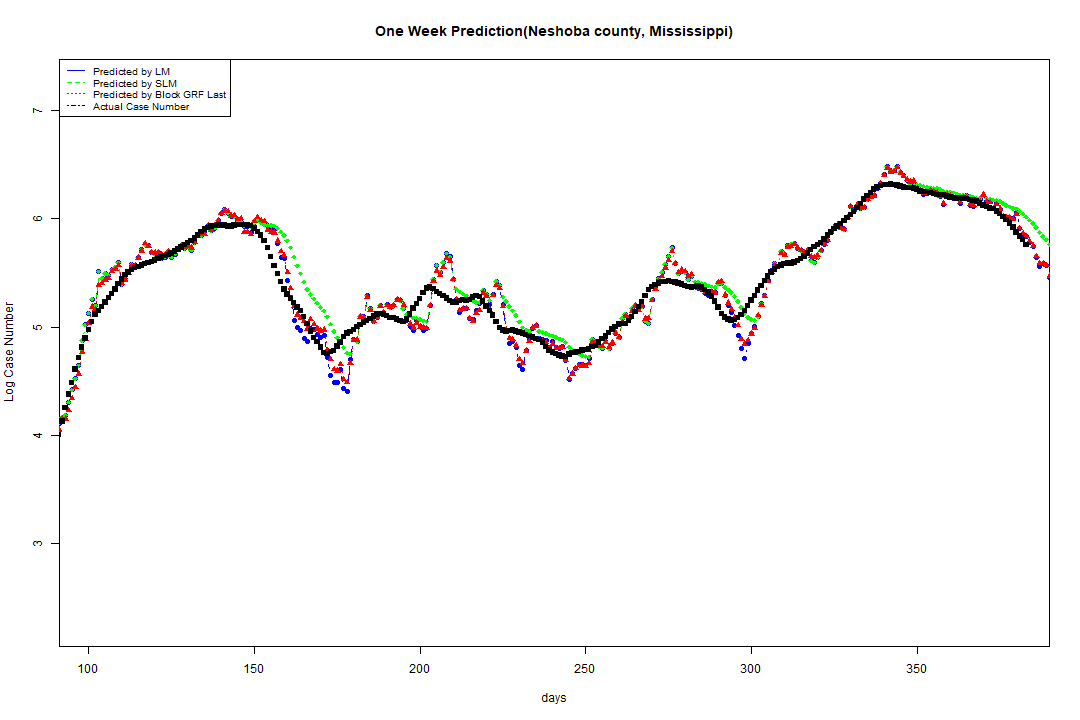 One Week Prediction(Neshoba county, Mississippi)
Predicted by LM
Predicted by SLM
Predicted by Block GRF Last
Actual Case Number
7
6
5
4
3
Log Case Number
100 150 200 250 300 350
days